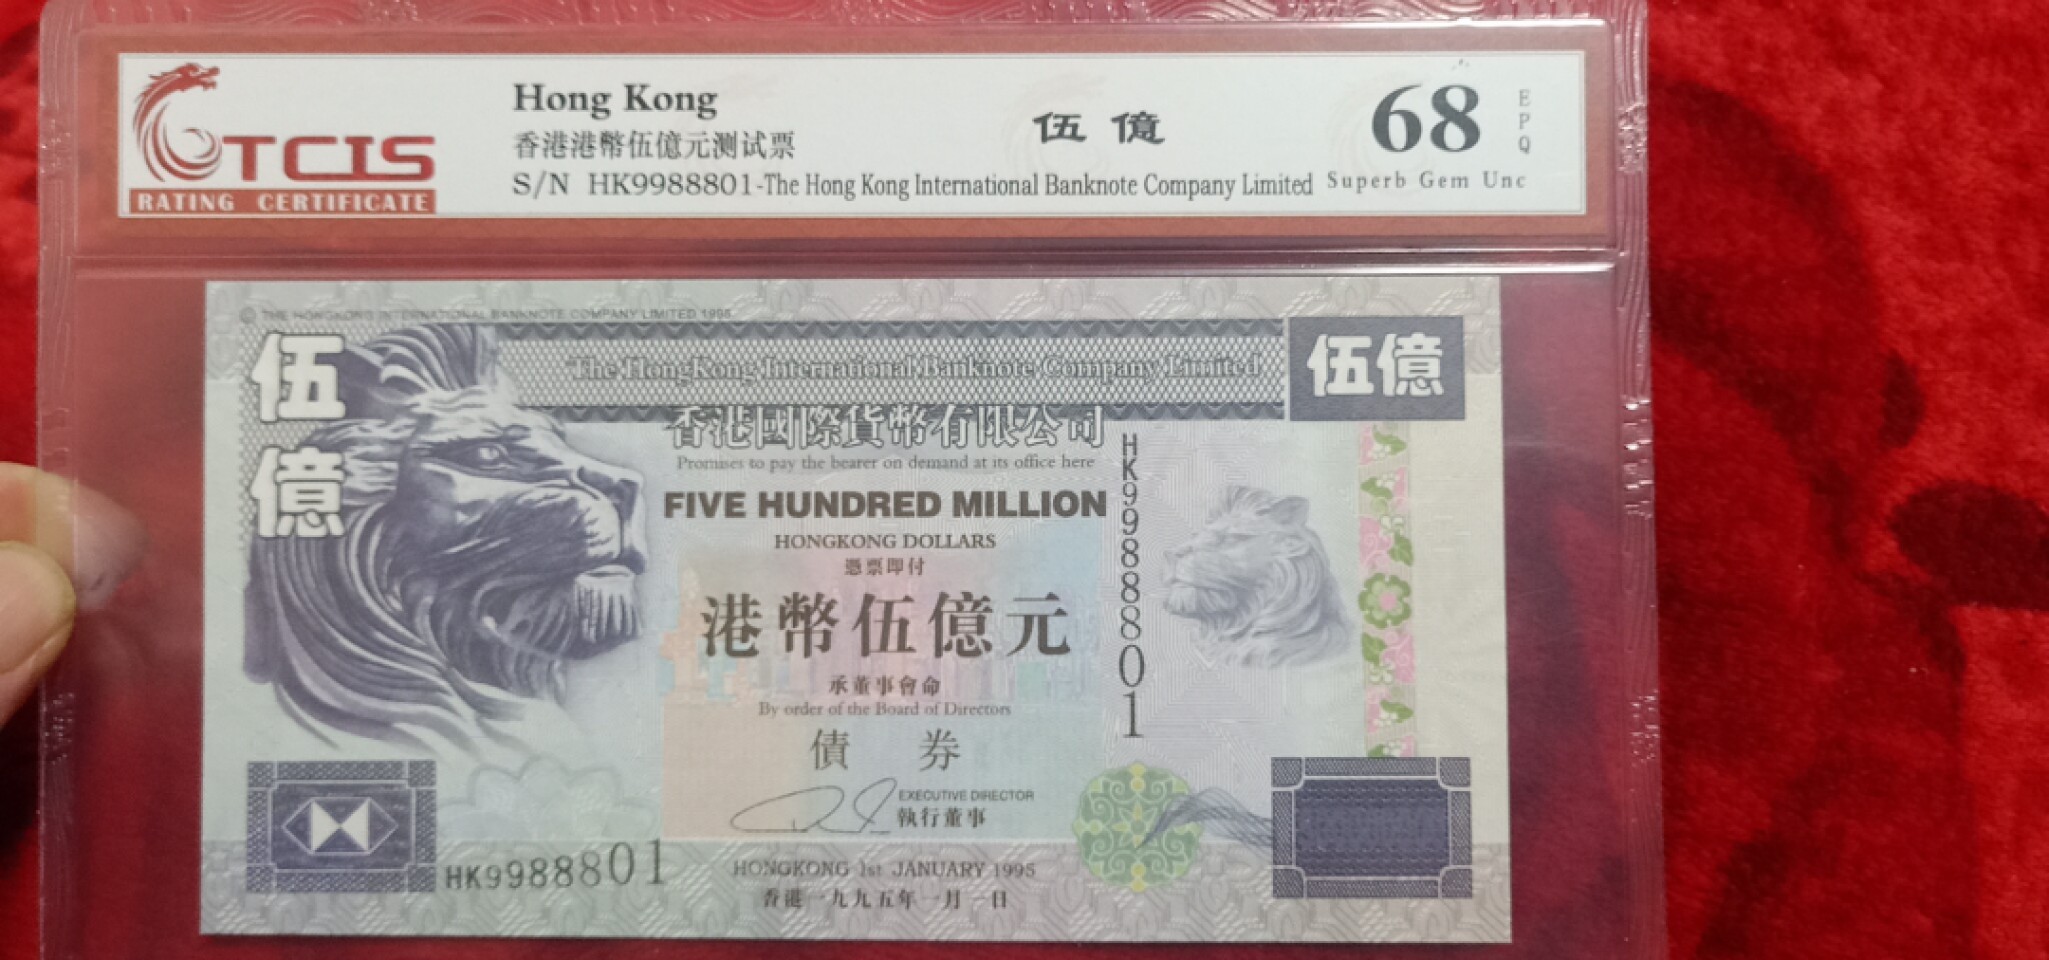 TCIS
RATING CERTIFICATE
Hong Kong
香港港幣伍億元测试票
S/N HK9988801-The Hong Kong International Banknote Company Limited
伍億
68
EPQ
Superb Gem Unc
© THE HONGKONG INTERNATIONAL BANKNOTE COMPANY LIMITED 1995
伍億
The HongKong International Banknote Company Limited
伍億
香港國際貨幣有限公司
Promises to pay the bearer on demand at its office here
FIVE HUNDRED MILLION
HONGKONG DOLLARS
憑票即付
港幣伍億元
承董事會命
By order of the Board of Directors
債券
EXECUTIVE DIRECTOR
執行董事
HK9988801
HK9988801
HONGKONG 1st JANUARY 1995
香港一九九五年一月一日